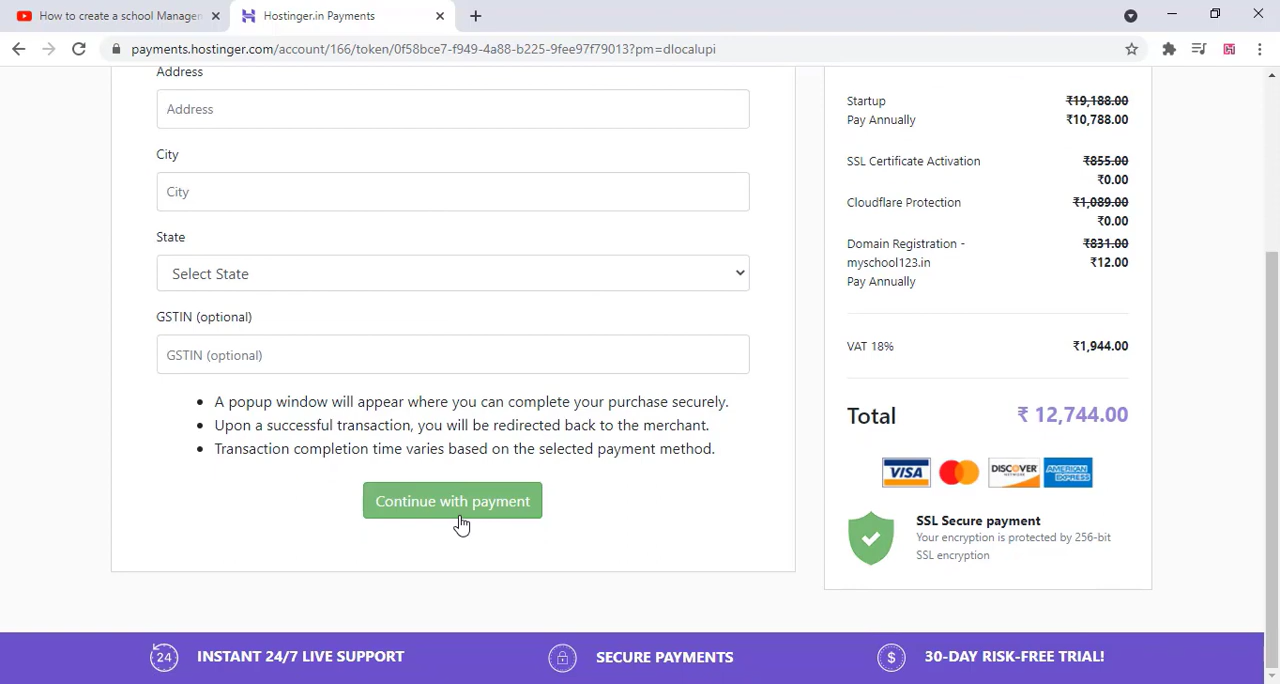 How to create a school Manager
Hostinger.in Payments
payments.hostinger.com/account/166/token/0f58bce7-f949-4a88-b225-9fee97f79013?pm=dlocalupi
Address
Address
City
City
State
Select State
GSTIN (optional)
GSTIN (optional)
• A popup window will appear where you can complete your purchase securely.
• Upon a successful transaction, you will be redirected back to the merchant.
• Transaction completion time varies based on the selected payment method.
Continue with payment
Startup ₹19,188.00
Pay Annually ₹10,788.00
SSL Certificate Activation ₹855.00
₹0.00
Cloudflare Protection ₹1,089.00
₹0.00
Domain Registration - ₹831.00
myschool123.in ₹12.00
Pay Annually
VAT 18% ₹1,944.00
Total ₹ 12,744.00
VISA DISCOVER AMERICAN EXPRESS
SSL Secure payment
Your encryption is protected by 256-bit
SSL encryption
24 INSTANT 24/7 LIVE SUPPORT SECURE PAYMENTS $ 30-DAY RISK-FREE TRIAL!